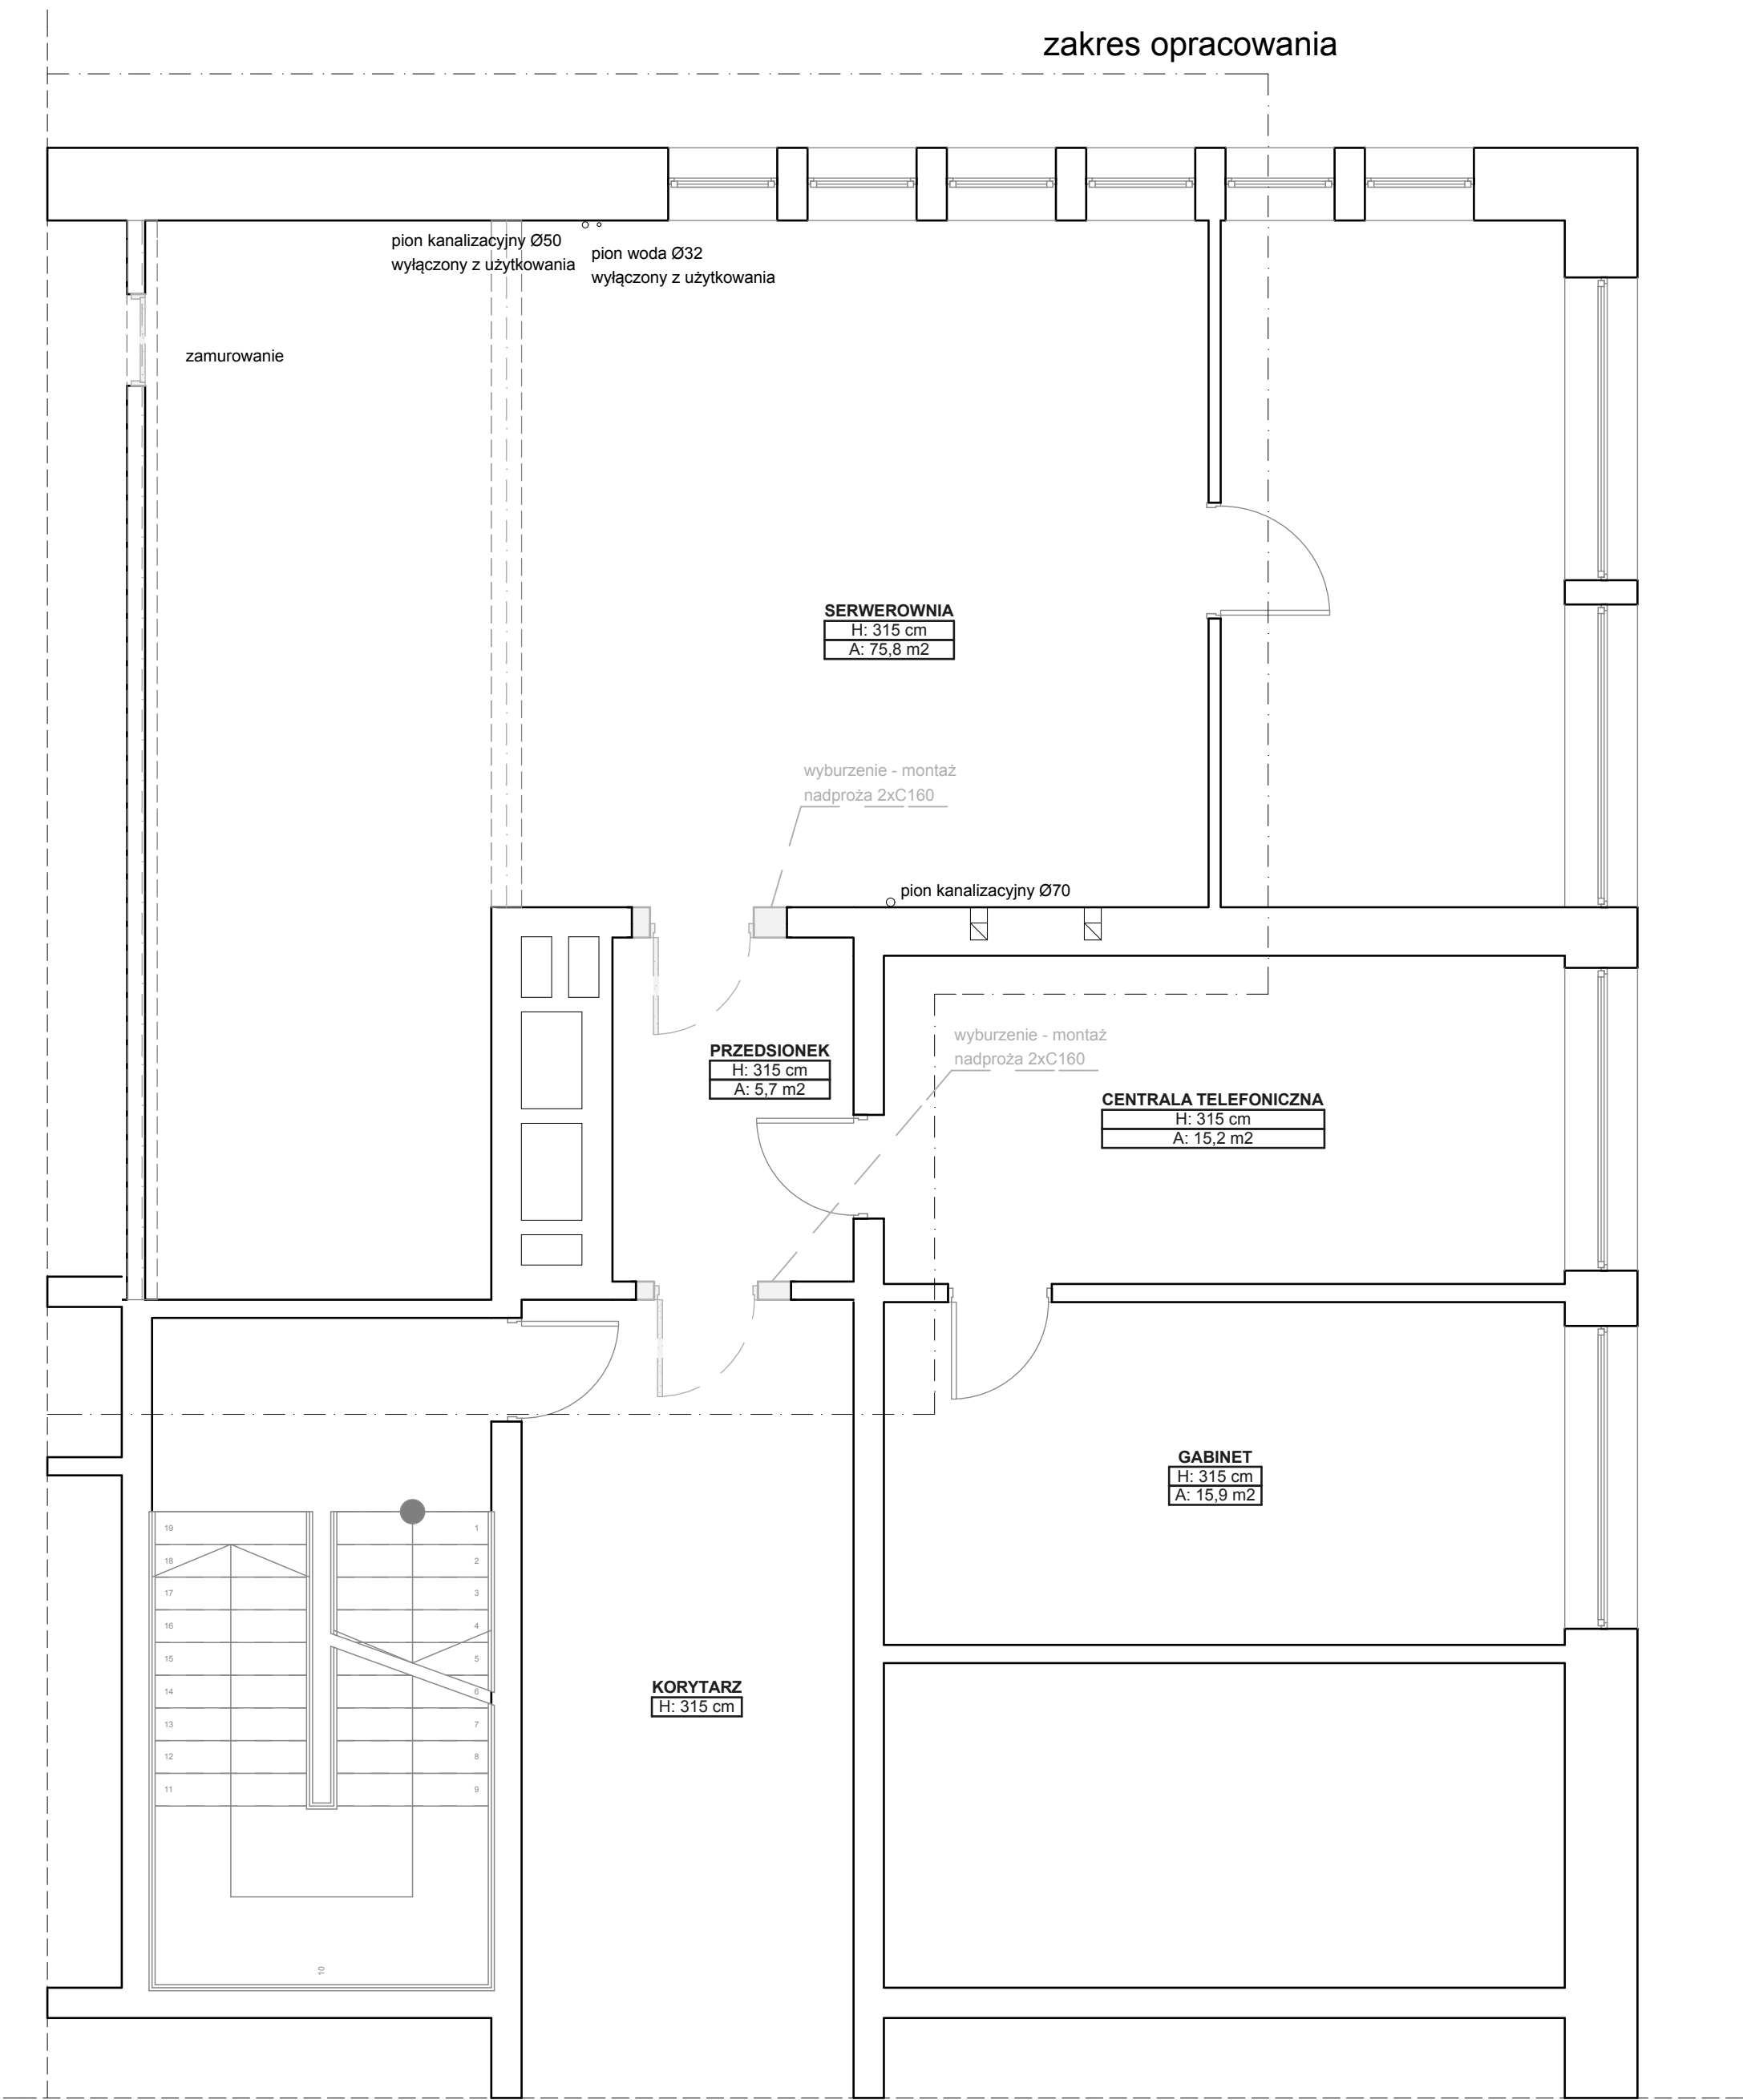 zakres opracowania
pion kanalizacyjny Ø50
wyłączony z użytkowania
pion woda Ø32
wyłączony z użytkowania
zamurowanie
SERWEROWNIA
H: 315 cm
A: 75,8 m2
wyburzenie - montaż
nadproża 2xC160
pion kanalizacyjny Ø70
wyburzenie - montaż
nadproża 2xC160
PRZEDSIONEK
H: 315 cm
A: 5,7 m2
CENTRALA TELEFONICZNA
H: 315 cm
A: 15,2 m2
GABINET
H: 315 cm
A: 15,9 m2
19
18
17
16
15
14
13
12
11
1
2
3
4
5
6
7
8
9
10
KORYTARZ
H: 315 cm